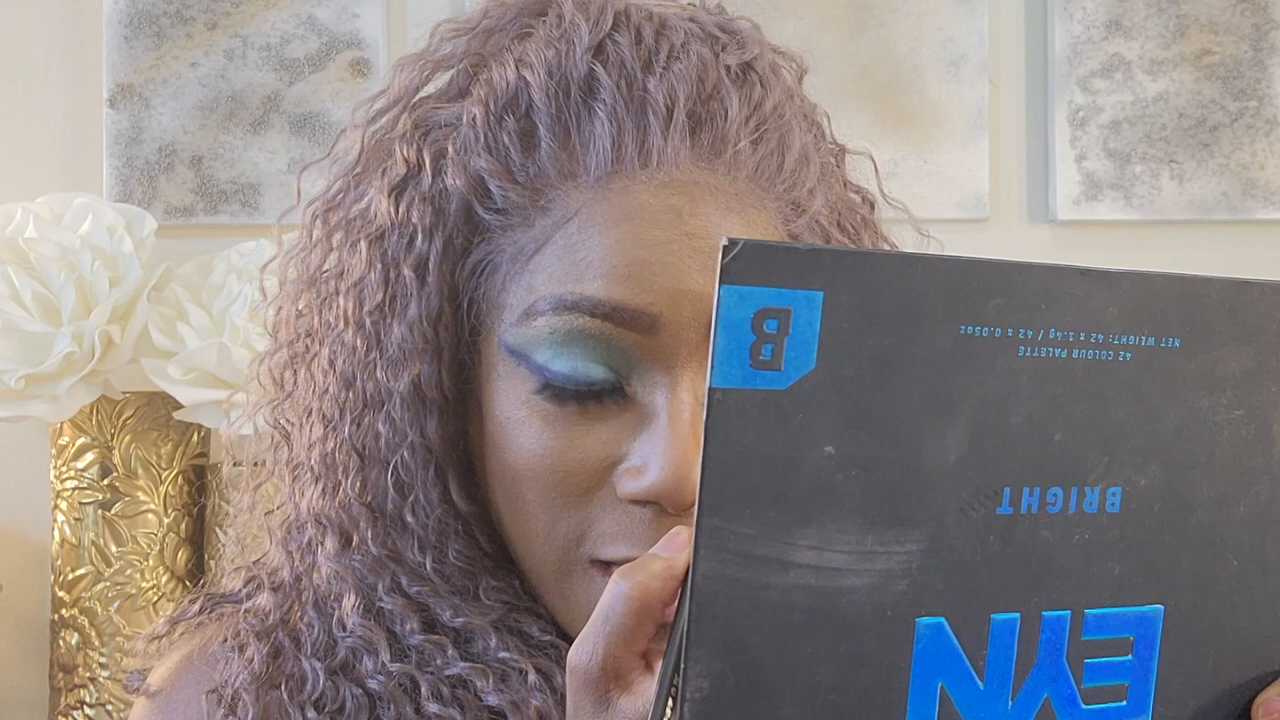 EYN
BRIGHT
42 COLOUR PALETTE
NET WEIGHT: 42 x 1.4g / 42 x 0.05oz
B